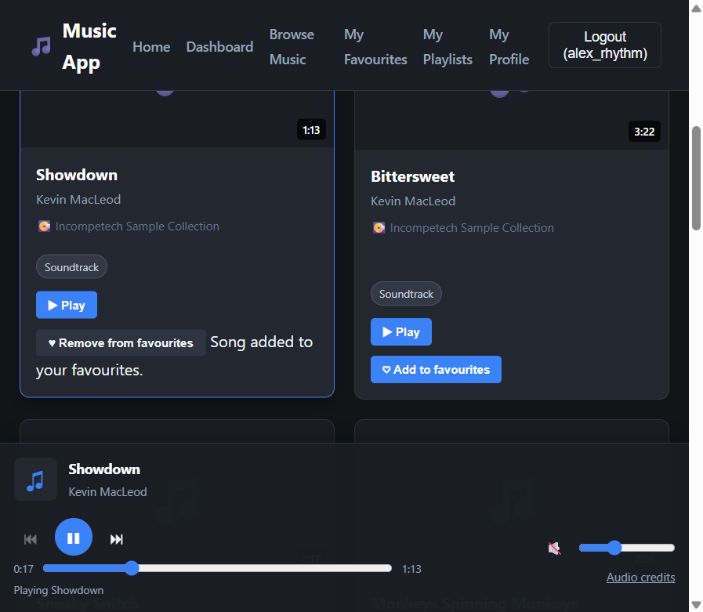 Music App
Home
Dashboard
Browse Music
My Favourites
My Playlists
My Profile
Logout (alex_rhythm)
1:13
3:22
Showdown
Kevin MacLeod
Incompetech Sample Collection
Soundtrack
▶ Play
♥ Remove from favourites Song added to
your favourites.
Bittersweet
Kevin MacLeod
Incompetech Sample Collection
Soundtrack
▶ Play
♡ Add to favourites
Showdown
Kevin MacLeod
0:17
1:13
Playing Showdown
Audio credits